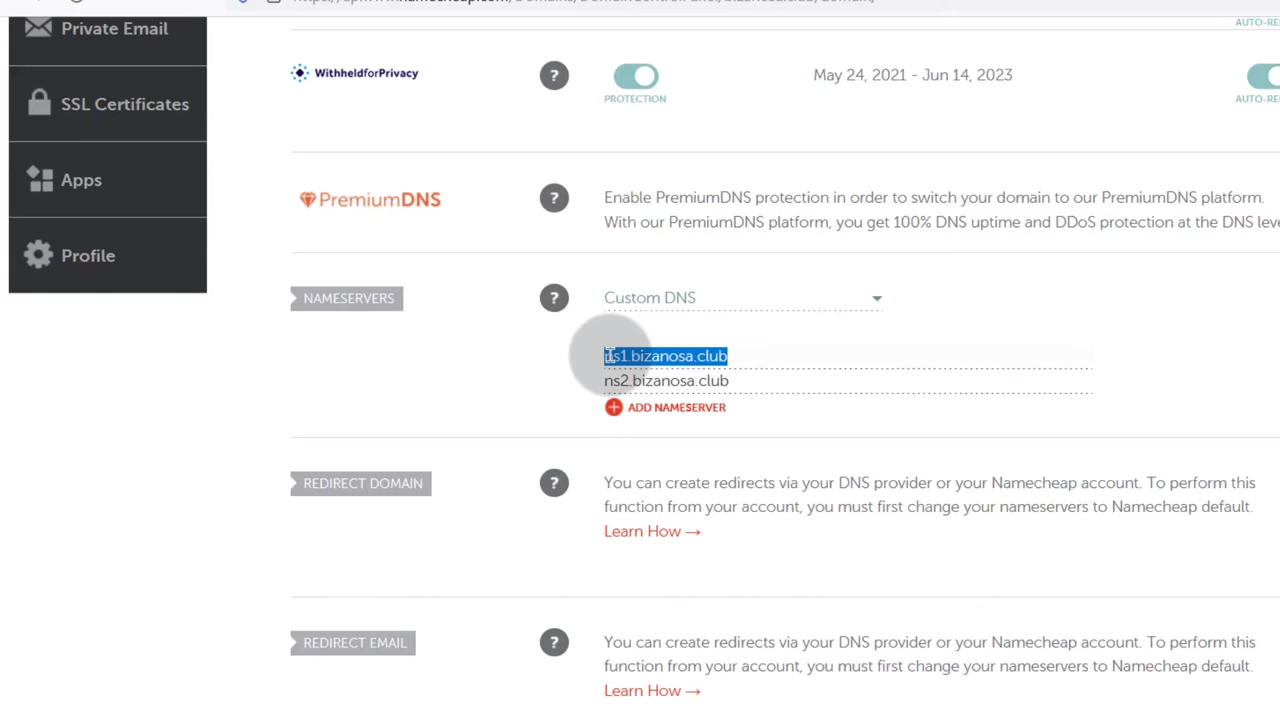 Private Email
AUTO-RE
WithheldforPrivacy
?
PROTECTION
May 24, 2021 - Jun 14, 2023
AUTO-RE
SSL Certificates
Apps
PremiumDNS
?
Enable PremiumDNS protection in order to switch your domain to our PremiumDNS platform.
With our PremiumDNS platform, you get 100% DNS uptime and DDoS protection at the DNS leve
Profile
NAMESERVERS
?
Custom DNS
ns1.bizanosa.club
ns2.bizanosa.club
ADD NAMESERVER
REDIRECT DOMAIN
?
You can create redirects via your DNS provider or your Namecheap account. To perform this
function from your account, you must first change your nameservers to Namecheap default.
Learn How →
REDIRECT EMAIL
?
You can create redirects via your DNS provider or your Namecheap account. To perform this
function from your account, you must first change your nameservers to Namecheap default.
Learn How →